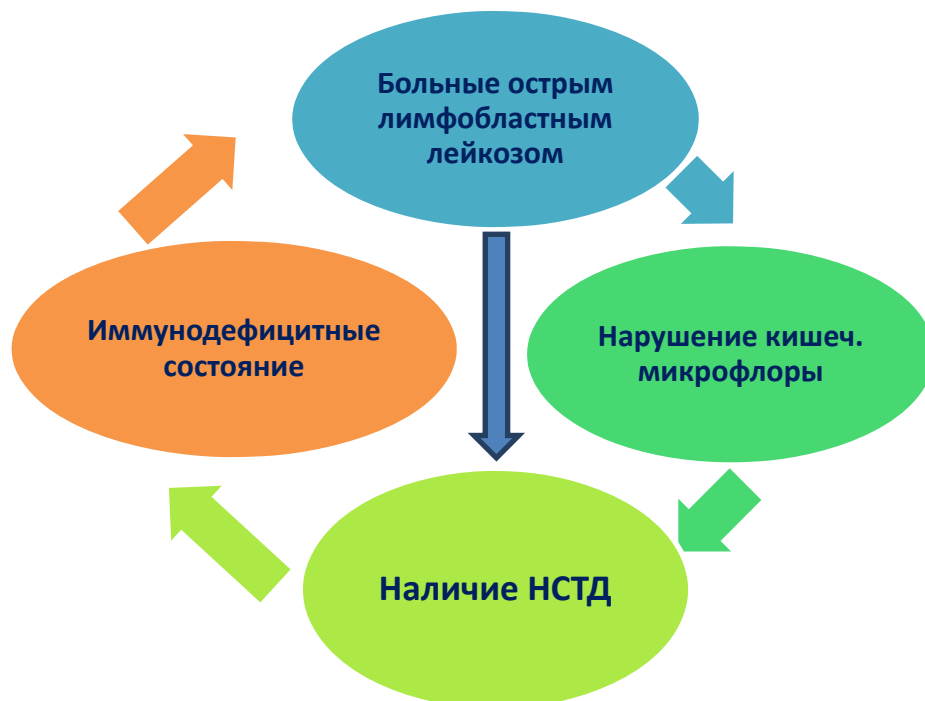 Больные острым
лимфобластным
лейкозом
Иммунодефицитные
состояние
Нарушение кишеч.
микрофлоры
Наличие НСТД